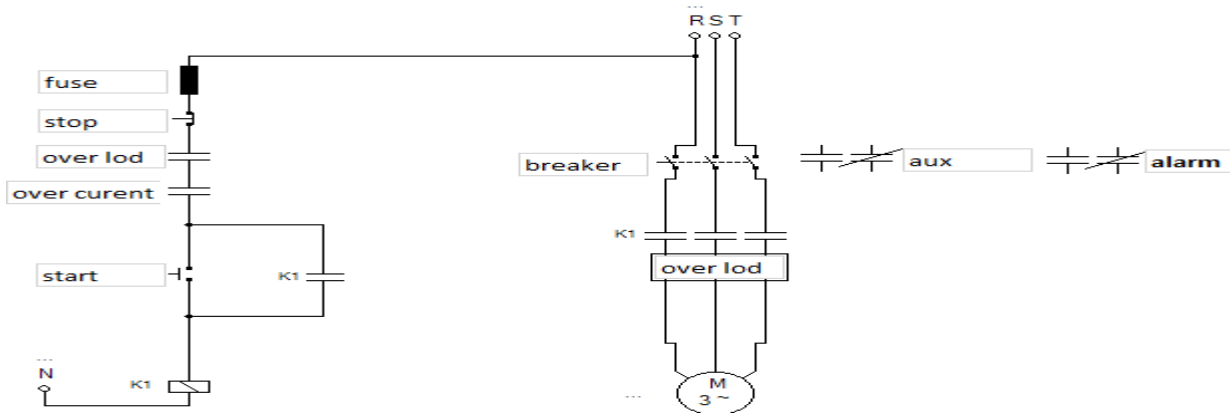 ...
R S T
fuse
stop
over lod
over curent
start
K1
...
N
K1
breaker
aux
alarm
K1
over lod
...
M
3 ~